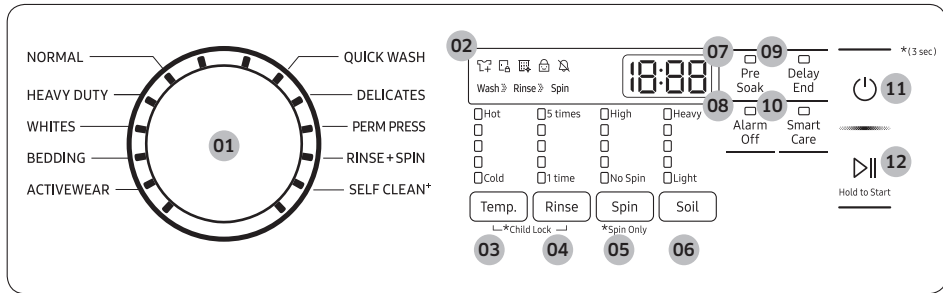 NORMAL
HEAVY DUTY
WHITES
BEDDING
ACTIVEWEAR
01
QUICK WASH
DELICATES
PERM PRESS
RINSE+SPIN
SELF CLEAN+
02
Wash » Rinse » Spin
18:88
Hot 5 times High Heavy
Cold 1 time No Spin Light
Temp. Rinse Spin Soil
*Child Lock *Spin Only
03 04 05 06
07 09
Pre Soak
Delay End
08 10
Alarm Off
Smart Care
*(3 sec)
11
12
Hold to Start